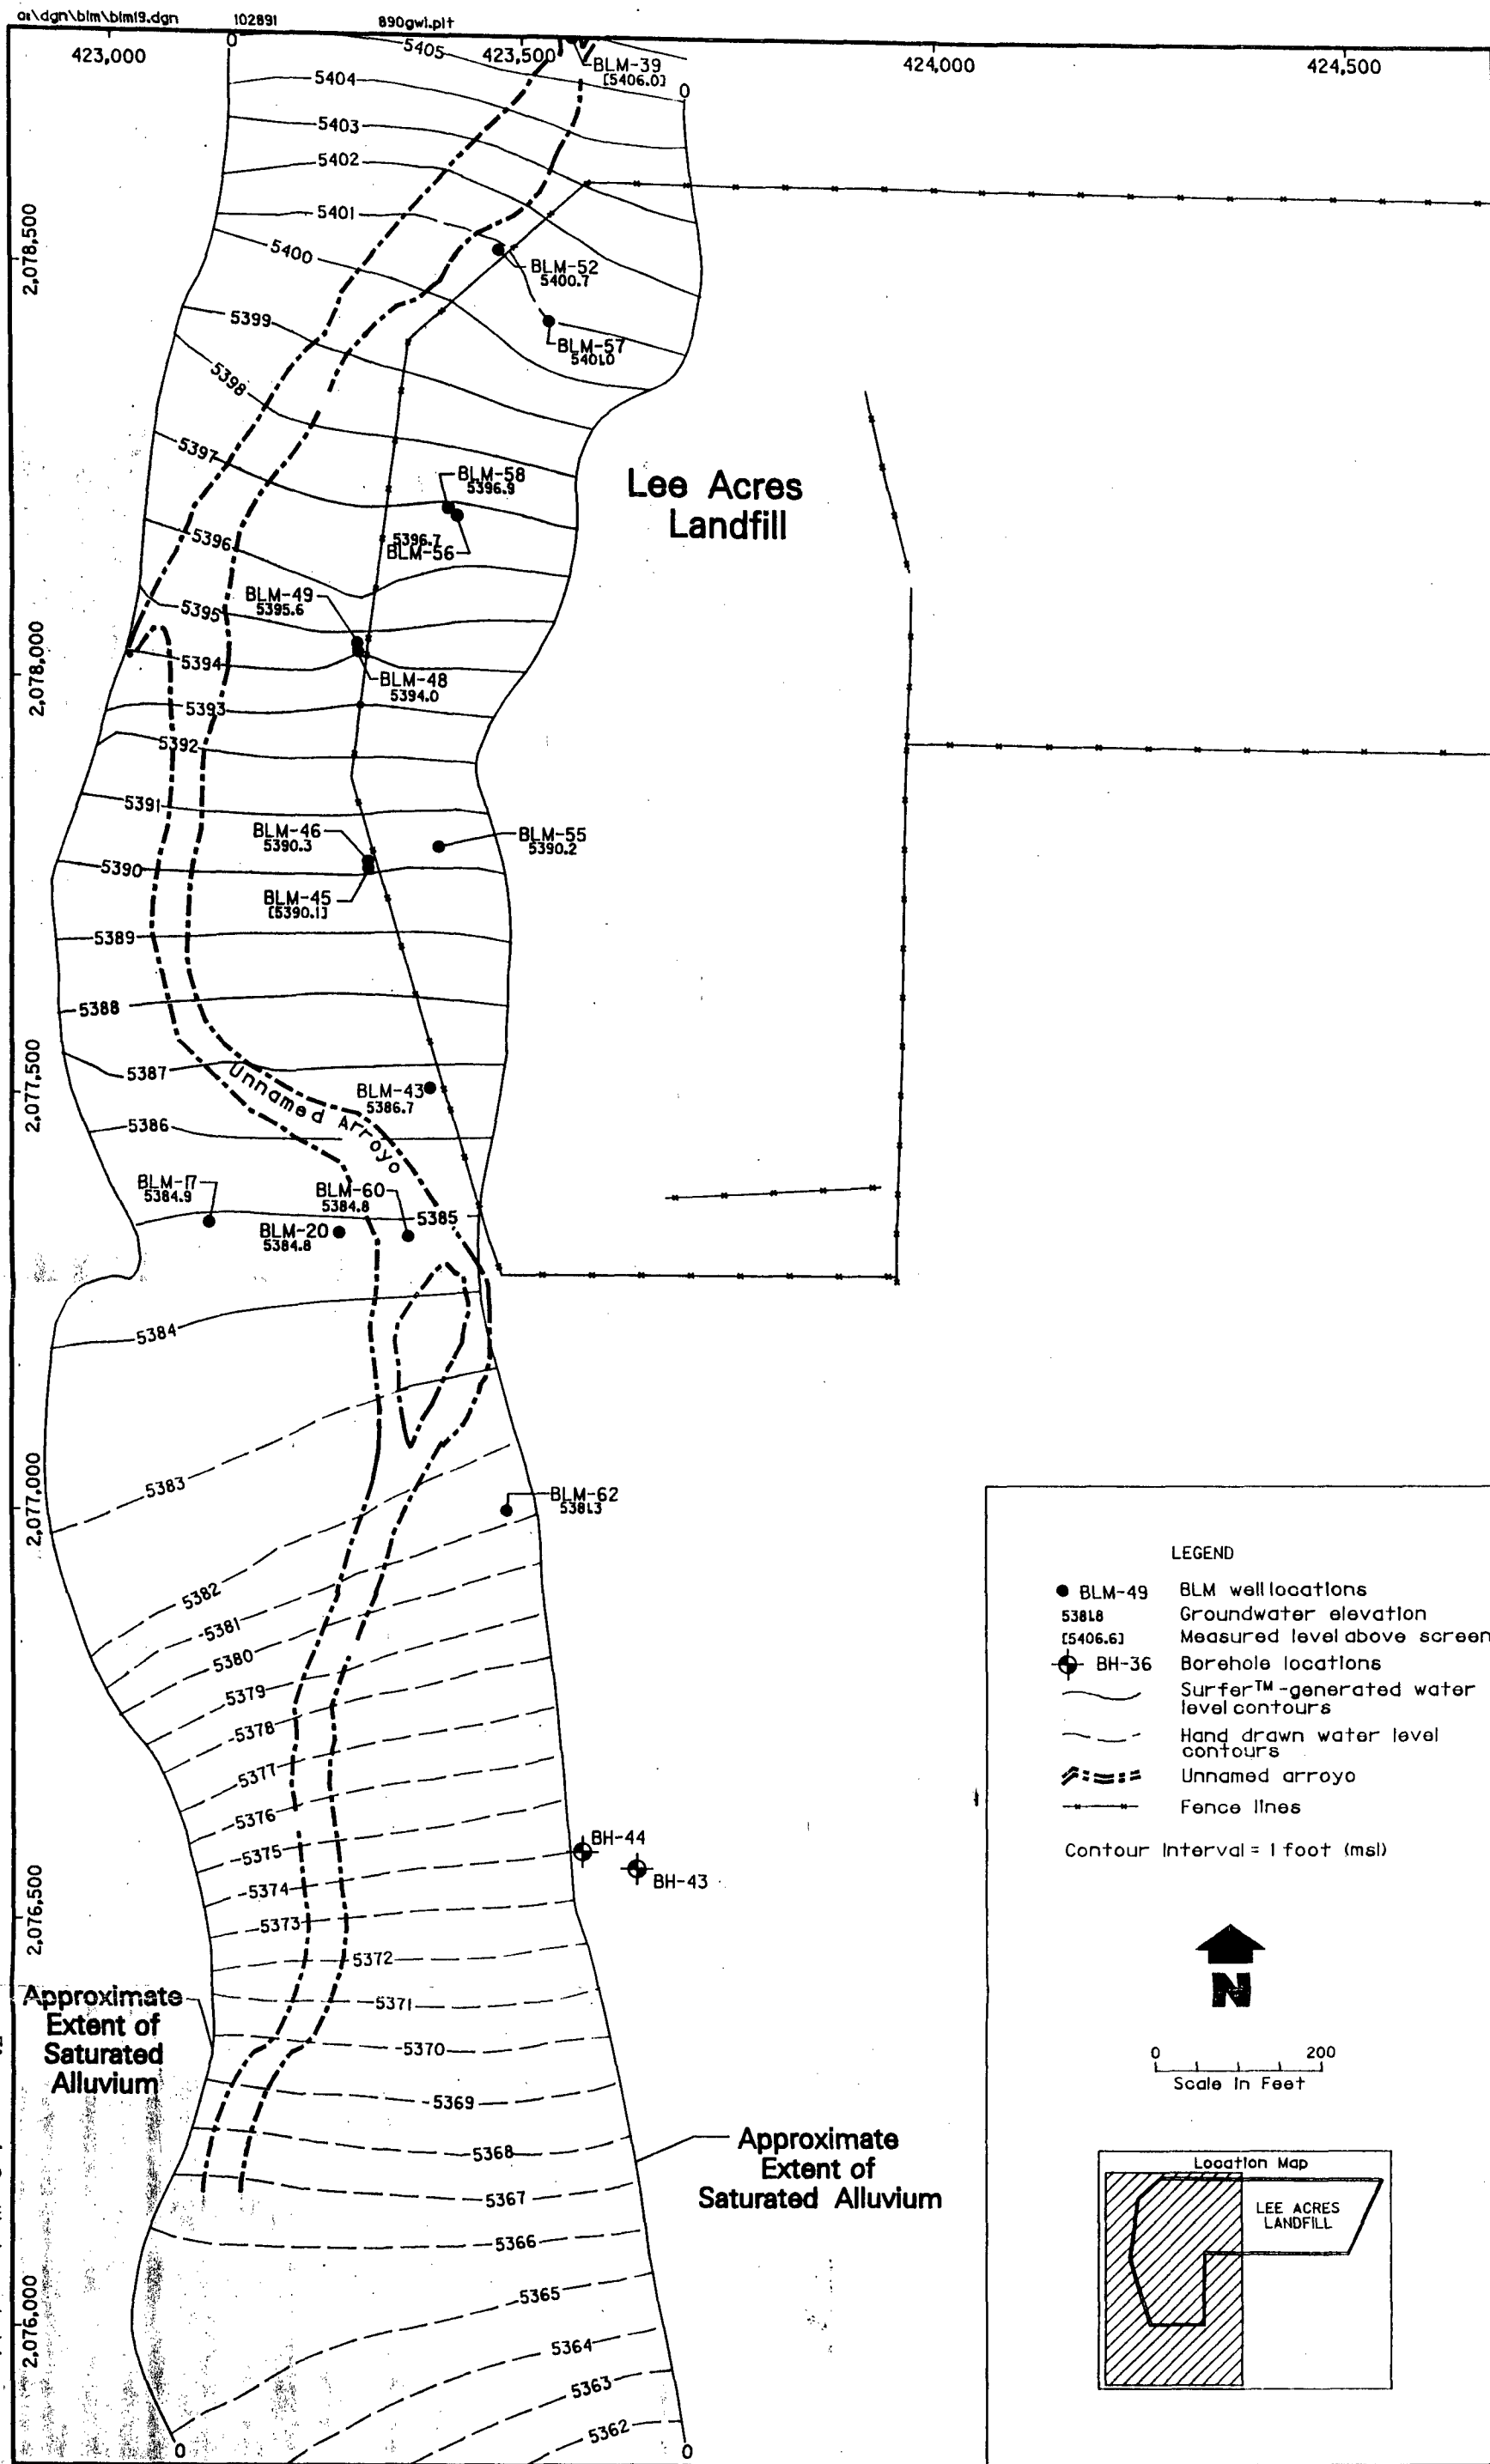 a:\dgn\blm\blm19.dgn 102891 890gwl.plt
423,000 0 5405 423,500 424,000 424,500
BLM-39
[5406.0]
0
5404
5403
5402
5401
5400
2,078,500
BLM-52
5400.7
5399
BLM-57
5401.0
5398
5397
BLM-58
5396.9
Lee Acres
Landfill
5396
5396.7
BLM-56
BLM-49
5395.6
5395
5394
2,078,000
BLM-48
5394.0
5393
5392
5391
BLM-46
5390.3
BLM-55
5390.2
5390
BLM-45
[5390.1]
5389
5388
5387
2,077,500
Unnamed Arroyo
BLM-43
5386.7
5386
BLM-17
5384.9
BLM-60
5384.8
5385
BLM-20
5384.8
5384
5383
2,077,000
BLM-62
5381.3
5382
5381
5380
5379
5378
5377
5376
5375
5374
5373
5372
5371
5370
5369
5368
5367
5366
5365
5364
5363
5362
BH-44
BH-43
2,076,500
Approximate
Extent of
Saturated
Alluvium
Approximate
Extent of
Saturated Alluvium
2,076,000
0
0
LEGEND
BLM-49 BLM well locations
5381.8 Groundwater elevation
[5406.6] Measured level above screen
BH-36 Borehole locations
Surfer™-generated water
level contours
Hand drawn water level
contours
Unnamed arroyo
Fence lines
Contour Interval = 1 foot (msl)
N
0 200
Scale In Feet
Location Map
LEE ACRES
LANDFILL